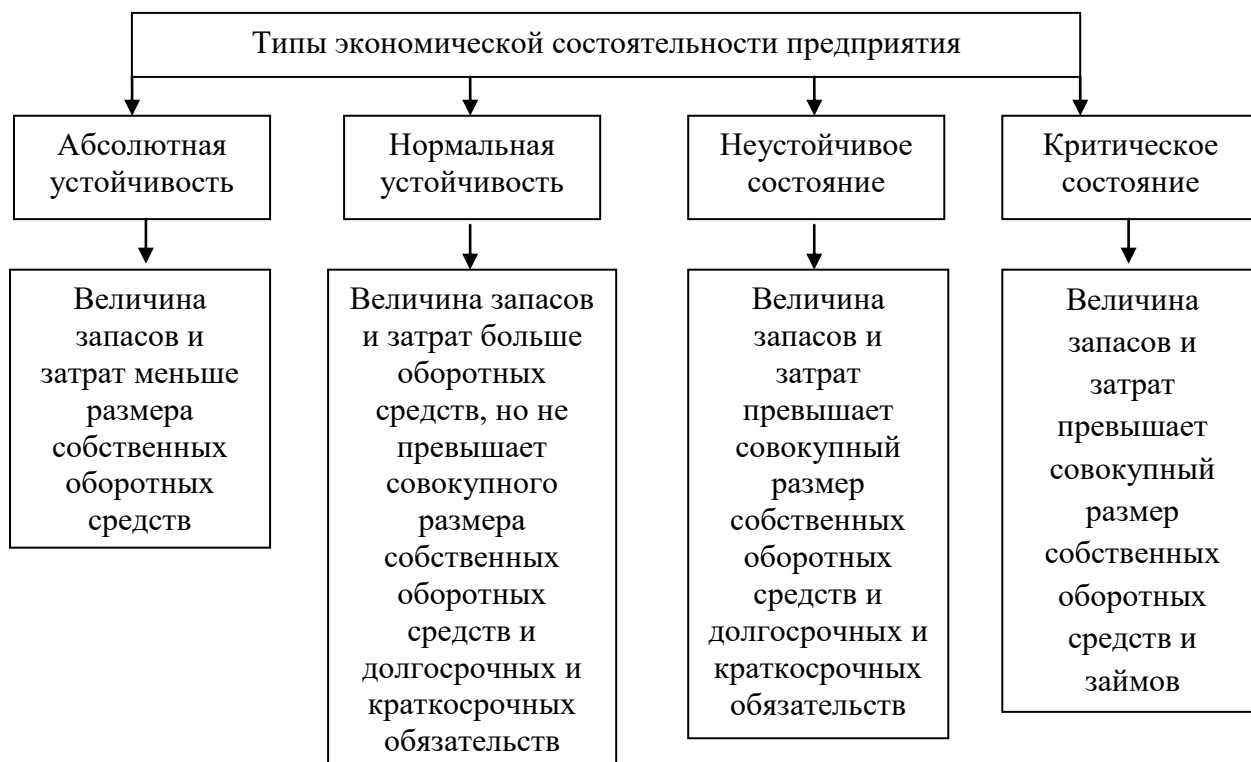 Типы экономической состоятельности предприятия
Абсолютная
устойчивость
Нормальная
устойчивость
Неустойчивое
состояние
Критическое
состояние
Величина
запасов и
затрат меньше
размера
собственных
оборотных
средств
Величина запасов
и затрат больше
оборотных
средств, но не
превышает
совокупного
размера
собственных
оборотных
средств и
долгосрочных и
краткосрочных
обязательств
Величина
запасов и
затрат
превышает
совокупный
размер
собственных
оборотных
средств и
долгосрочных и
краткосрочных
обязательств
Величина
запасов и
затрат
превышает
совокупный
размер
собственных
оборотных
средств и
займов